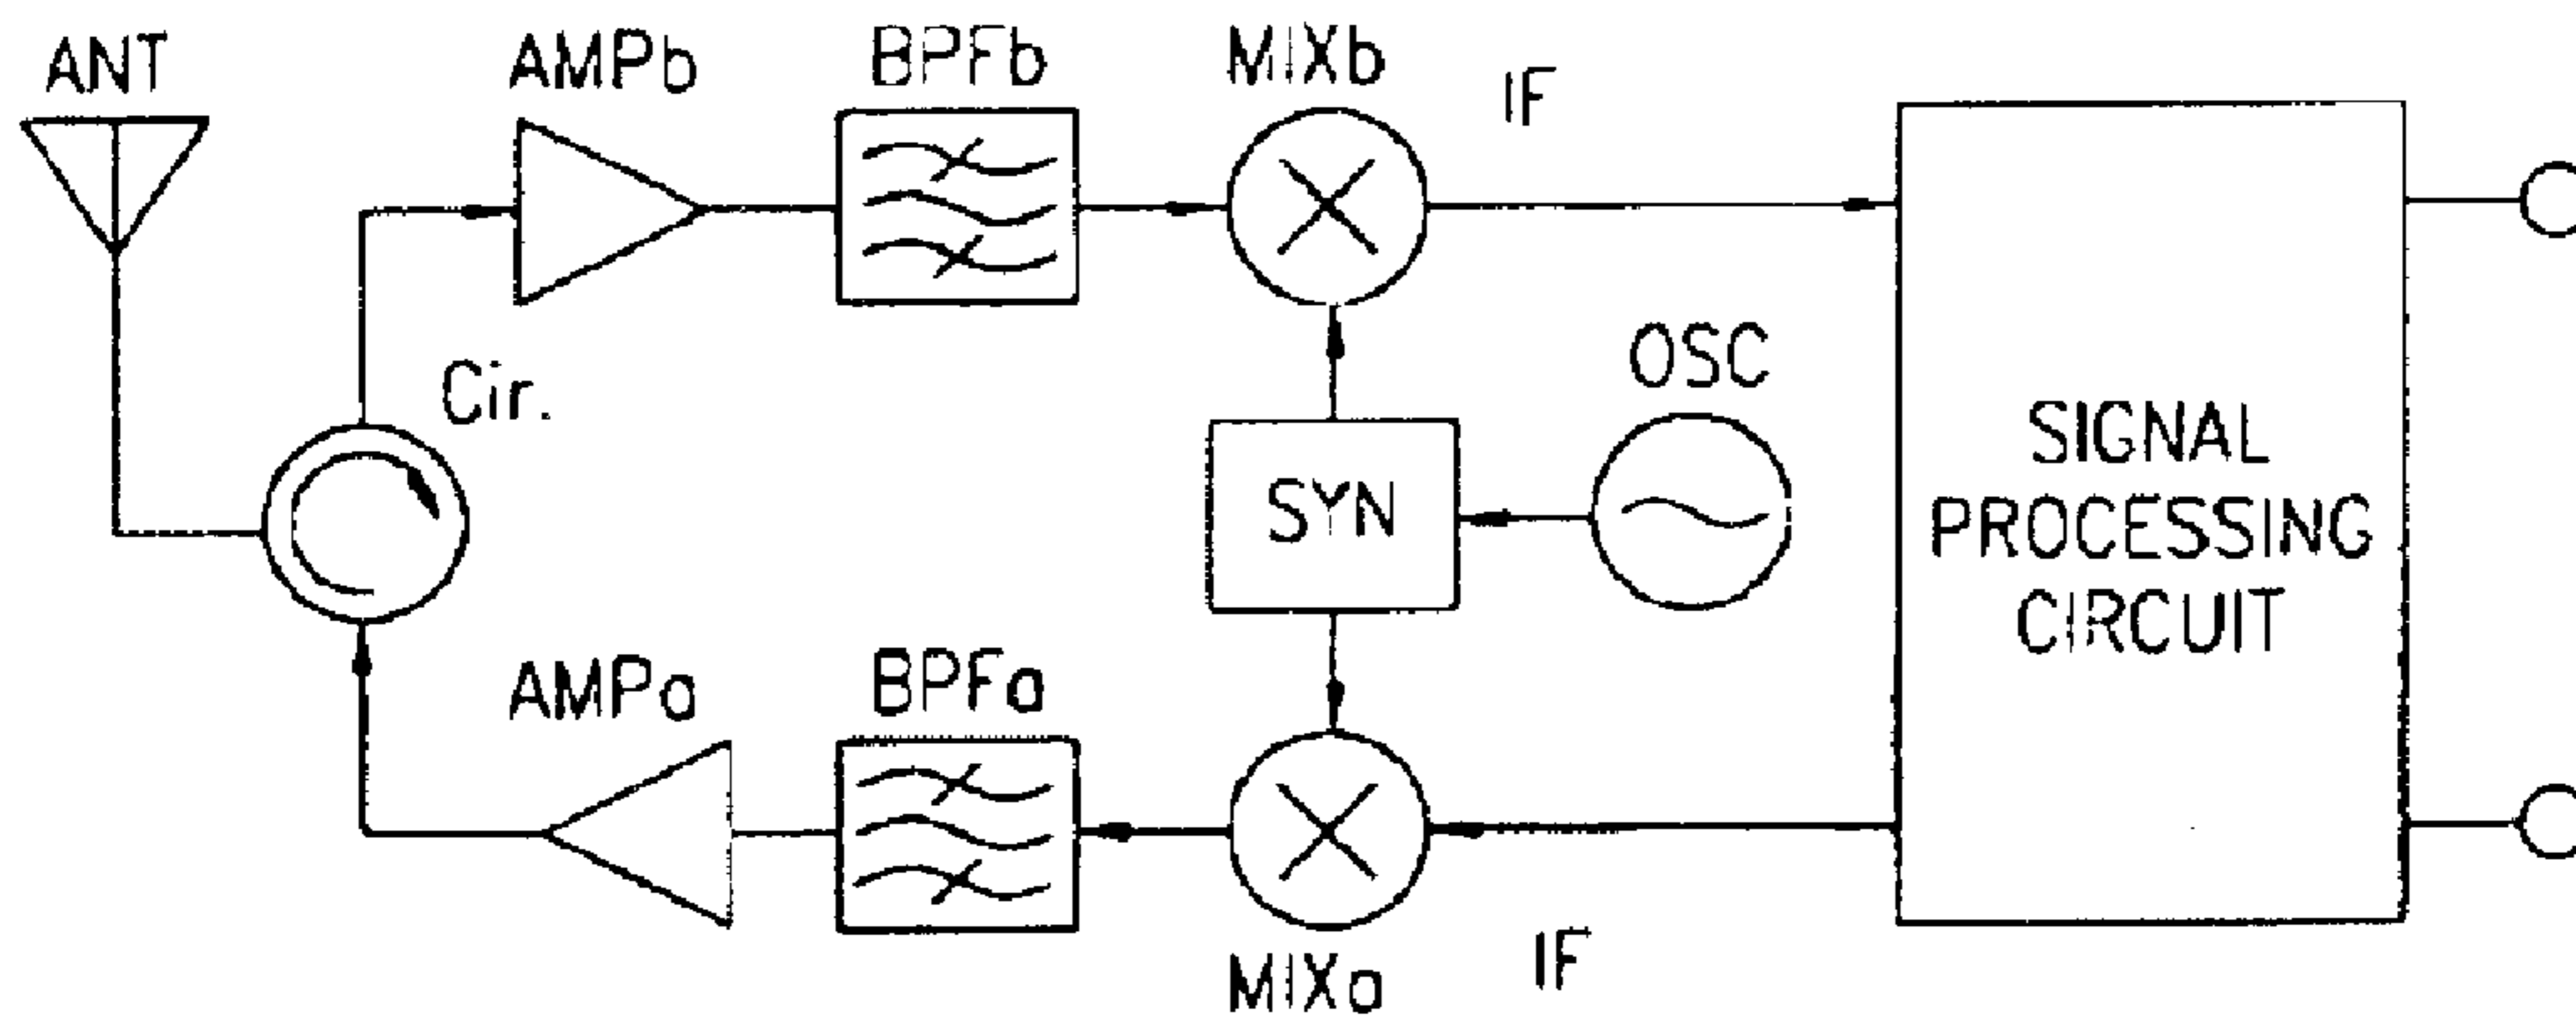 ANT
AMPb
BPFb
MIXb
IF
Cir.
OSC
SYN
SIGNAL
PROCESSING
CIRCUIT
AMPa
BPFa
MIXa
IF